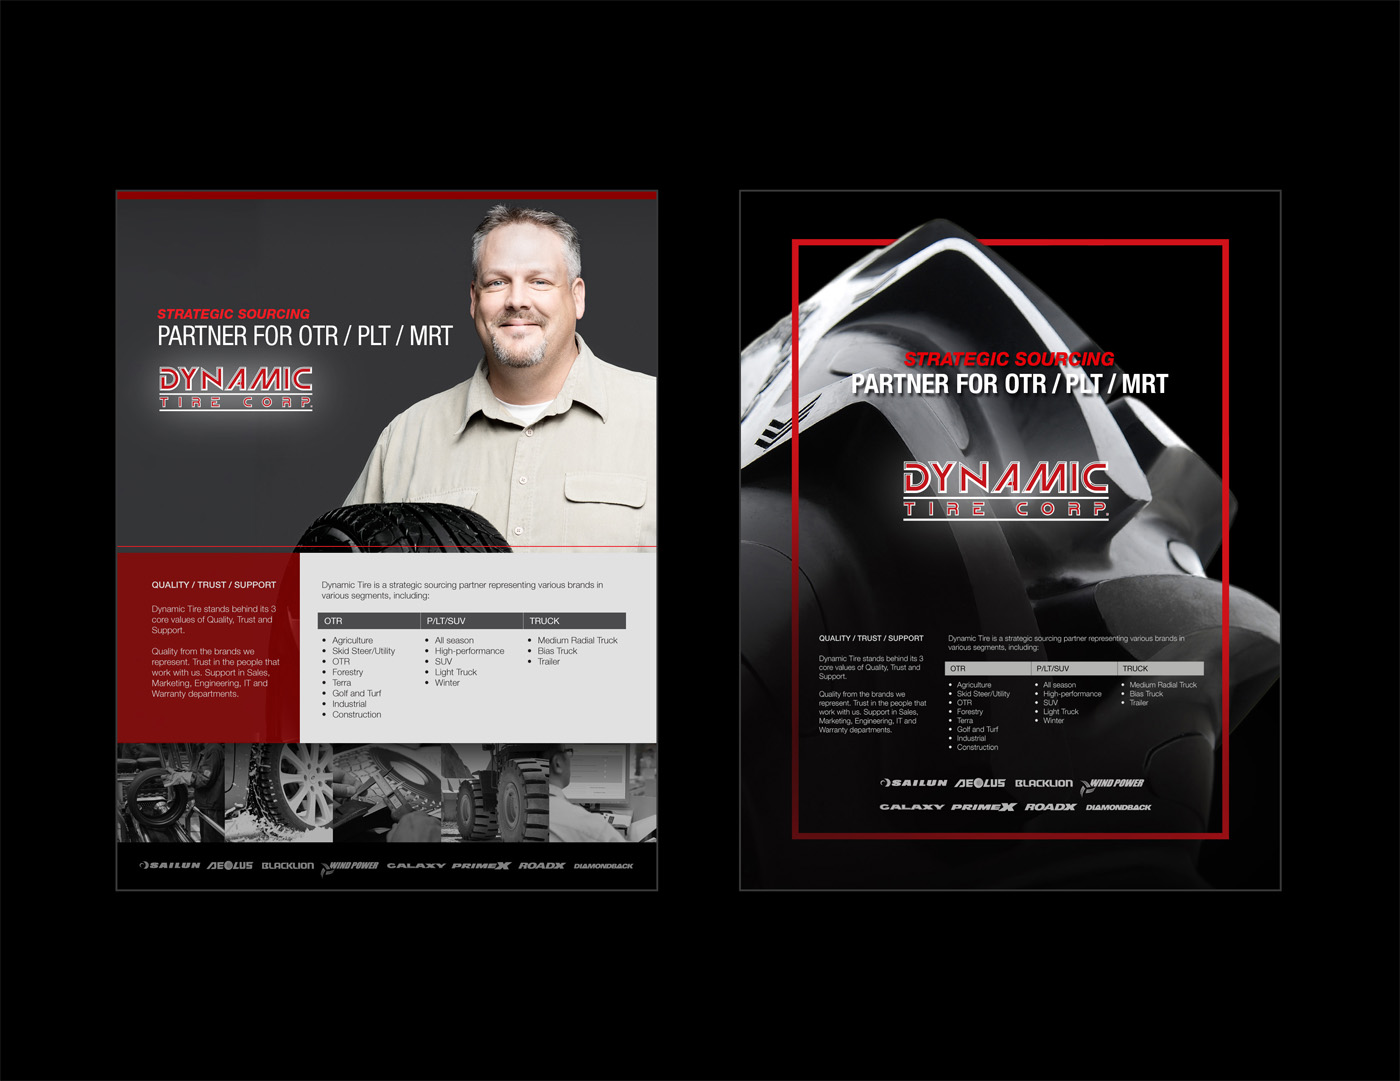 STRATEGIC SOURCING
PARTNER FOR OTR / PLT / MRT
DYNAMIC
TIRE CORP.
QUALITY / TRUST / SUPPORT
Dynamic Tire stands behind its 3
core values of Quality, Trust and
Support.
Quality from the brands we
represent. Trust in the people that
work with us. Support in Sales,
Marketing, Engineering, IT and
Warranty departments.
Dynamic Tire is a strategic sourcing partner representing various brands in
various segments, including:
OTR P/LT/SUV TRUCK
• Agriculture • All season • Medium Radial Truck
• Skid Steer/Utility • High-performance • Bias Truck
• OTR • SUV • Trailer
• Forestry • Light Truck
• Terra • Winter
• Golf and Turf
• Industrial
• Construction
SAILUN AEOLUS BLACKLION WIND POWER GALAXY PRIMEX ROADX DIAMONDBACK
STRATEGIC SOURCING
PARTNER FOR OTR / PLT / MRT
DYNAMIC
TIRE CORP.
QUALITY / TRUST / SUPPORT
Dynamic Tire stands behind its 3
core values of Quality, Trust and
Support.
Quality from the brands we
represent. Trust in the people that
work with us. Support in Sales,
Marketing, Engineering, IT and
Warranty departments.
Dynamic Tire is a strategic sourcing partner representing various brands in
various segments, including:
OTR P/LT/SUV TRUCK
• Agriculture • All season • Medium Radial Truck
• Skid Steer/Utility • High-performance • Bias Truck
• OTR • SUV • Trailer
• Forestry • Light Truck
• Terra • Winter
• Golf and Turf
• Industrial
• Construction
SAILUN AEOLUS BLACKLION WIND POWER
GALAXY PRIMEX ROADX DIAMONDBACK